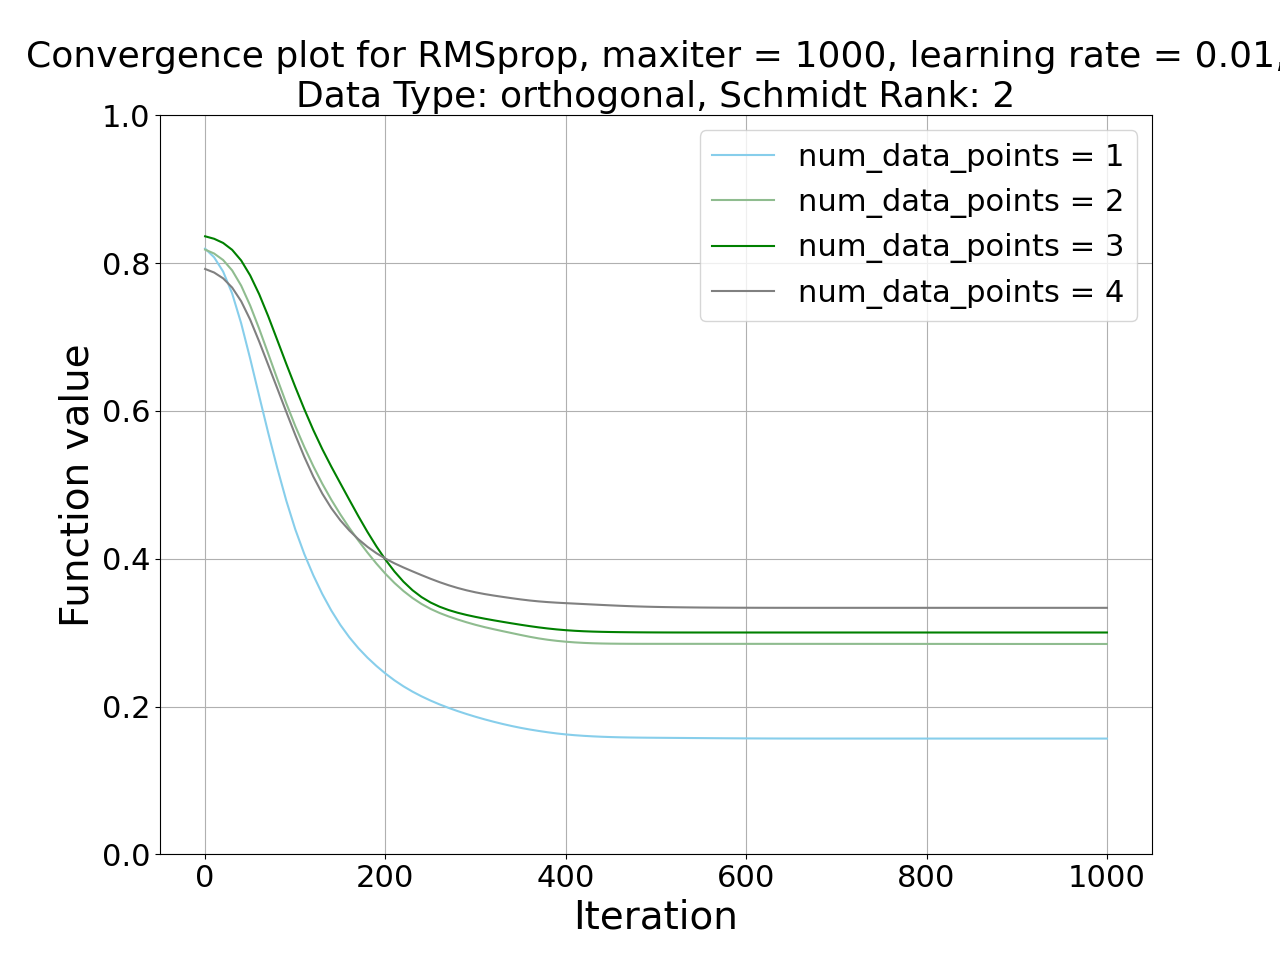 Convergence plot for RMSprop, maxiter = 1000, learning rate = 0.01,
Data Type: orthogonal, Schmidt Rank: 2
num_data_points = 1
num_data_points = 2
num_data_points = 3
num_data_points = 4
Function value
1.0
0.8
0.6
0.4
0.2
0.0
0 200 400 600 800 1000
Iteration